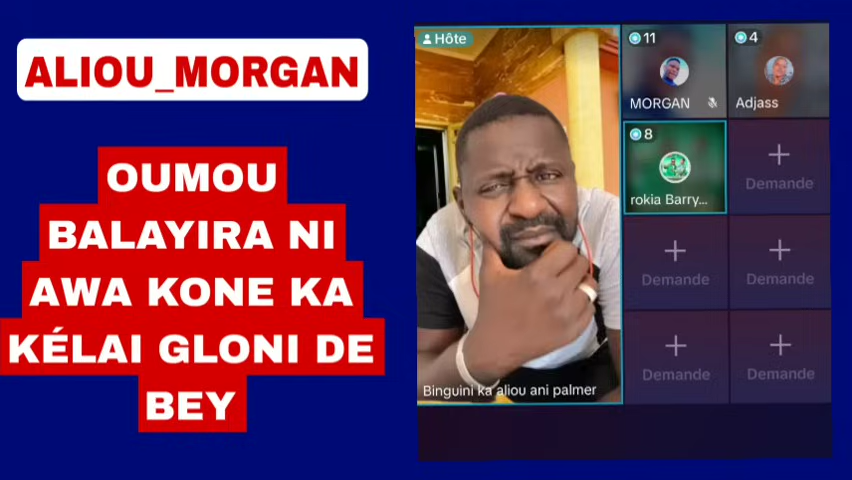 ALIOU_MORGAN
OUMOU
BALAYIRA NI
AWA KONE KA
KÉLAI GLONI DE
BEY
Hôte
Binguini ka aliou ani palmer
11
MORGAN
4
Adjass
8
rokia Barry...
Demande
Demande
Demande
Demande
Demande